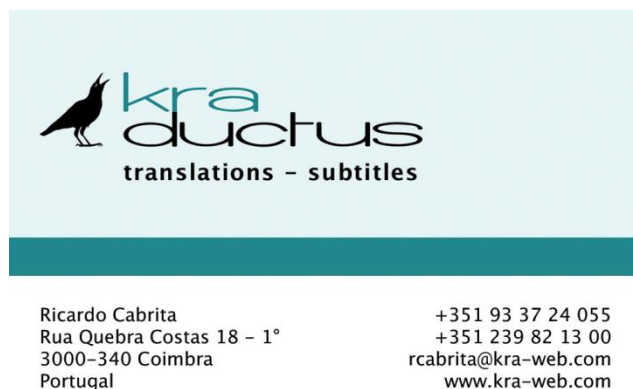 kra
ductus
translations – subtitles
Ricardo Cabrita
Rua Quebra Costas 18 – 1°
3000–340 Coimbra
Portugal
+351 93 37 24 055
+351 239 82 13 00
rcabrita@kra-web.com
www.kra-web.com